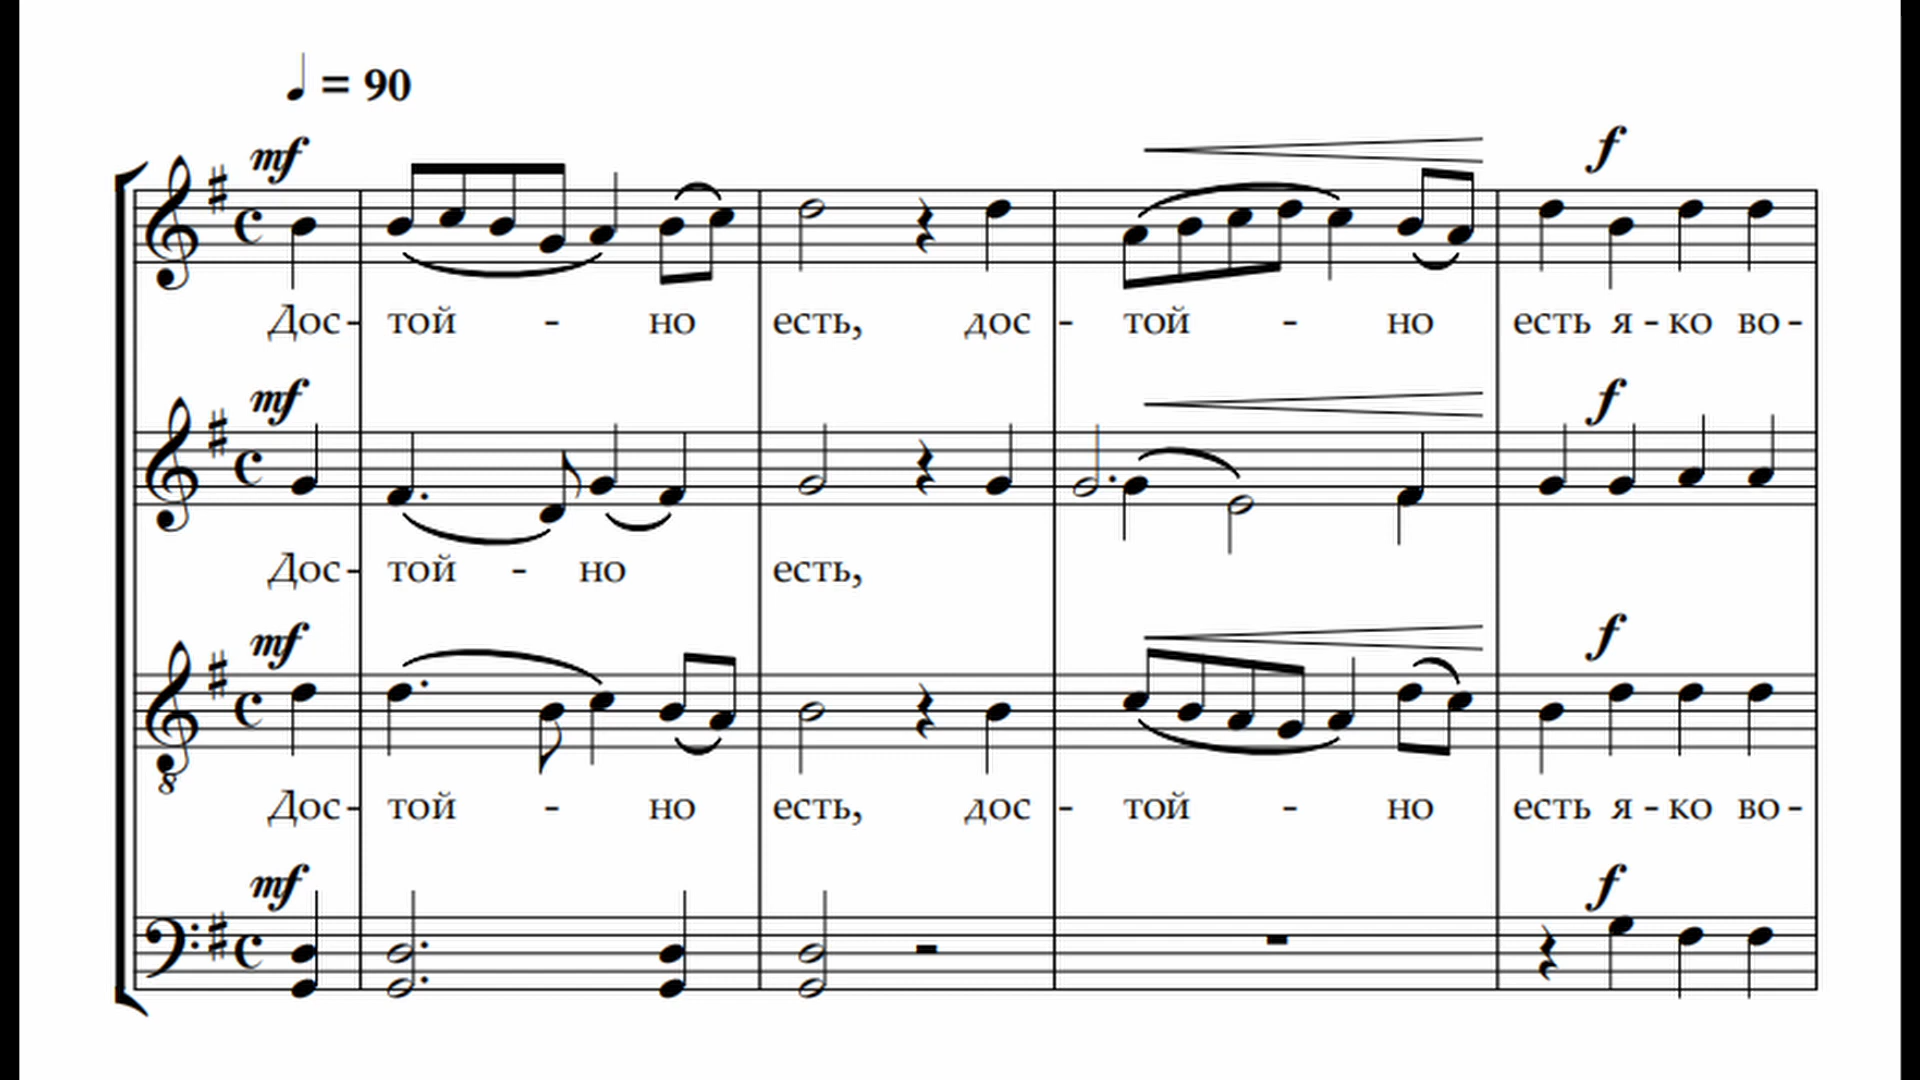 = 90
mf f
Дос- той - но есть, дос - той - но есть я - ко во -
mf f
Дос- той - но есть,
mf f
8
Дос- той - но есть, дос - той - но есть я - ко во -
mf f